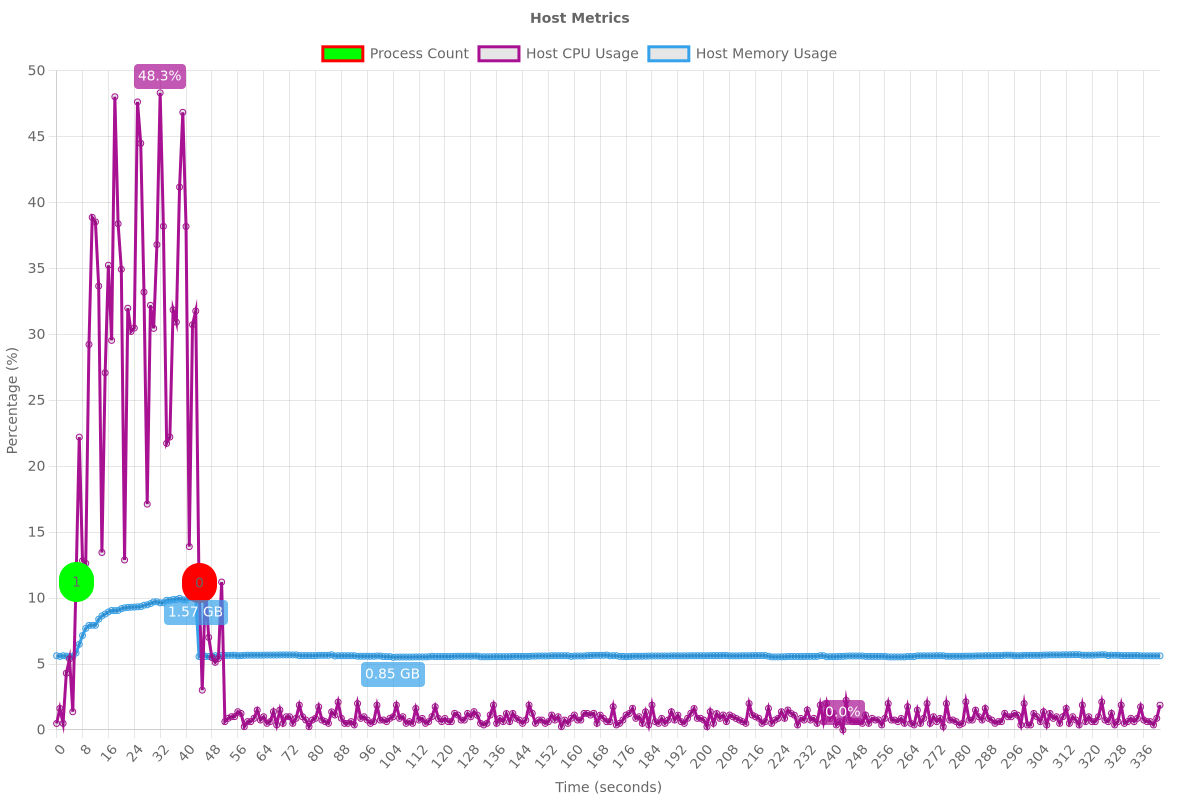 Host Metrics
Process Count Host CPU Usage Host Memory Usage
50
48.3%
45
40
35
30
25
20
15
1 0
10
1.57 GB
5
0.85 GB
0.0%
0
0 8 16 24 32 40 48 56 64 72 80 88 96 104 112 120 128 136 144 152 160 168 176 184 192 200 208 216 224 232 240 248 256 264 272 280 288 296 304 312 320 328 336
Percentage (%)
Time (seconds)